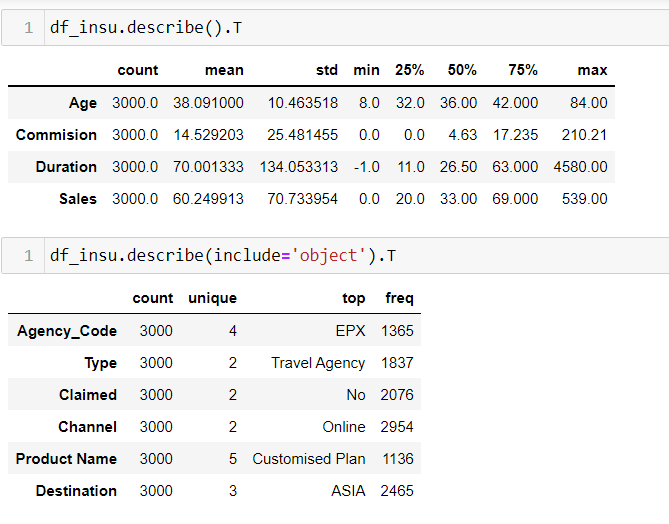 1 df_insu.describe().T
count mean std min 25% 50% 75% max
Age 3000.0 38.091000 10.463518 8.0 32.0 36.00 42.000 84.00
Commision 3000.0 14.529203 25.481455 0.0 0.0 4.63 17.235 210.21
Duration 3000.0 70.001333 134.053313 -1.0 11.0 26.50 63.000 4580.00
Sales 3000.0 60.249913 70.733954 0.0 20.0 33.00 69.000 539.00
1 df_insu.describe(include='object').T
count unique top freq
Agency_Code 3000 4 EPX 1365
Type 3000 2 Travel Agency 1837
Claimed 3000 2 No 2076
Channel 3000 2 Online 2954
Product Name 3000 5 Customised Plan 1136
Destination 3000 3 ASIA 2465